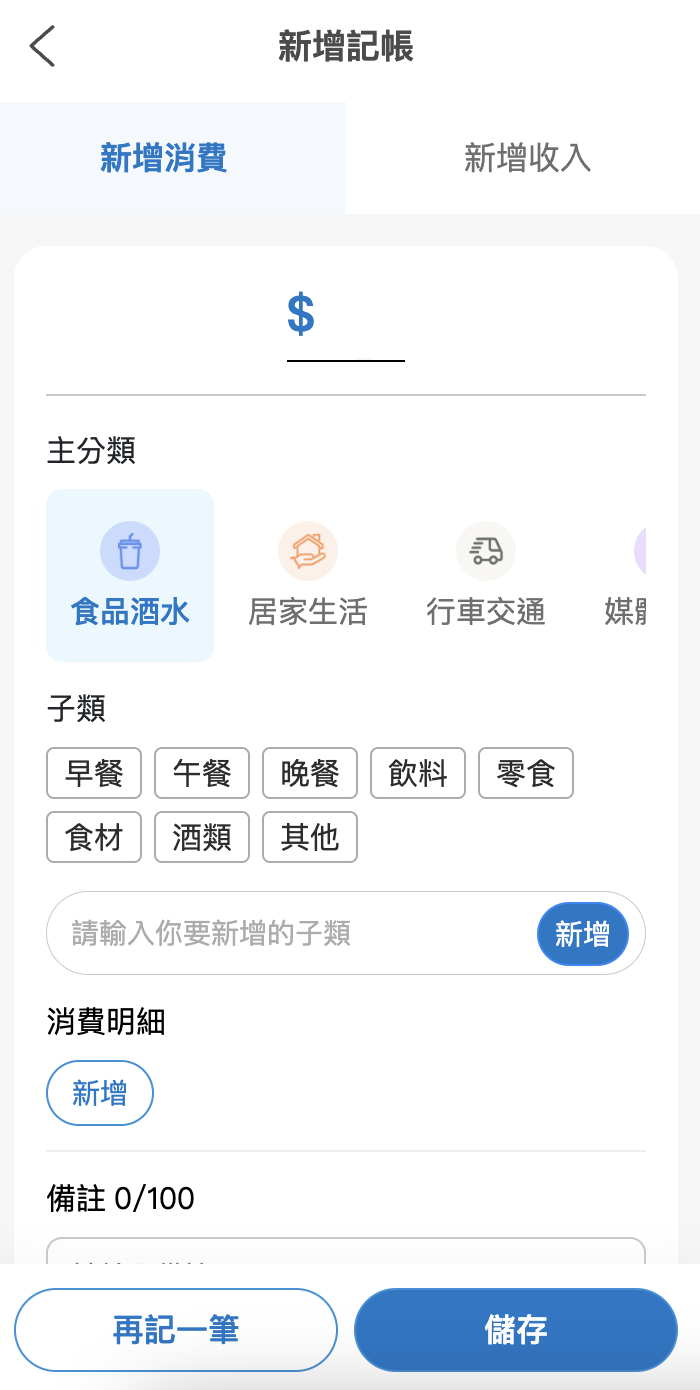 新增記帳
新增消費 新增收入
$
主分類
食品酒水 居家生活 行車交通 媒
子類
早餐 午餐 晚餐 飲料 零食
食材 酒類 其他
請輸入你要新增的子類 新增
消費明細
新增
備註 0/100
再記一筆 儲存